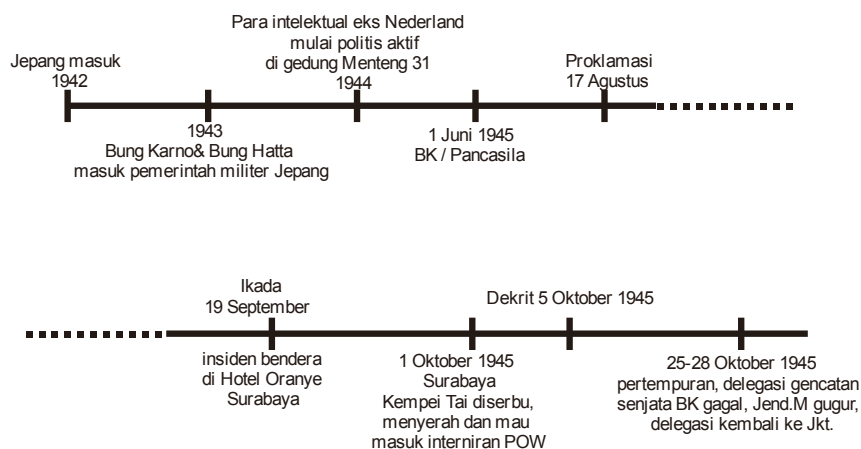 Para intelektual eks Nederland
mulai politis aktif
di gedung Menteng 31
1944
Jepang masuk
1942
Proklamasi
17 Agustus
1943
Bung Karno& Bung Hatta
masuk pemerintah militer Jepang
1 Juni 1945
BK / Pancasila
Ikada
19 September
Dekrit 5 Oktober 1945
insiden bendera
di Hotel Oranye
Surabaya
1 Oktober 1945
Surabaya
Kempei Tai diserbu,
menyerah dan mau
masuk interniran POW
25-28 Oktober 1945
pertempuran, delegasi gencatan
senjata BK gagal, Jend.M gugur,
delegasi kembali ke Jkt.